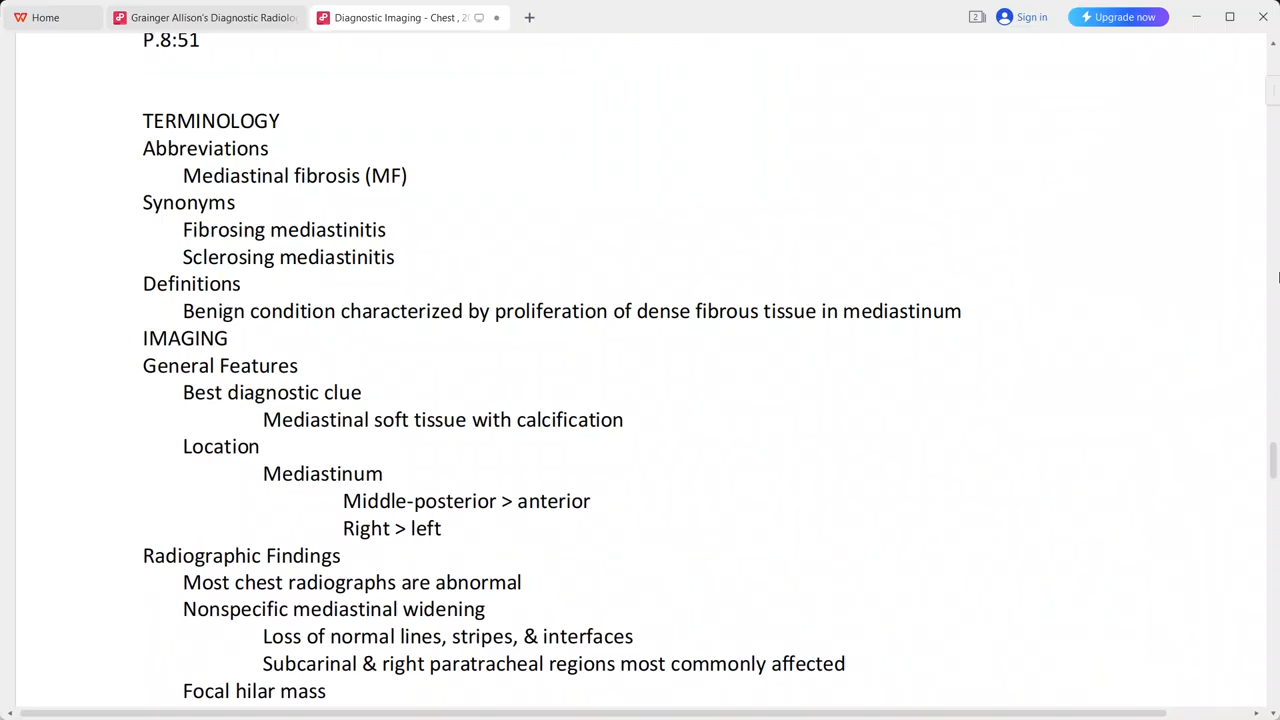 Home
Grainger Allison's Diagnostic Radiolo
Diagnostic Imaging - Chest , 20
2
Sign in
Upgrade now
P.8:51
TERMINOLOGY
Abbreviations
Mediastinal fibrosis (MF)
Synonyms
Fibrosing mediastinitis
Sclerosing mediastinitis
Definitions
Benign condition characterized by proliferation of dense fibrous tissue in mediastinum
IMAGING
General Features
Best diagnostic clue
Mediastinal soft tissue with calcification
Location
Mediastinum
Middle-posterior > anterior
Right > left
Radiographic Findings
Most chest radiographs are abnormal
Nonspecific mediastinal widening
Loss of normal lines, stripes, & interfaces
Subcarinal & right paratracheal regions most commonly affected
Focal hilar mass